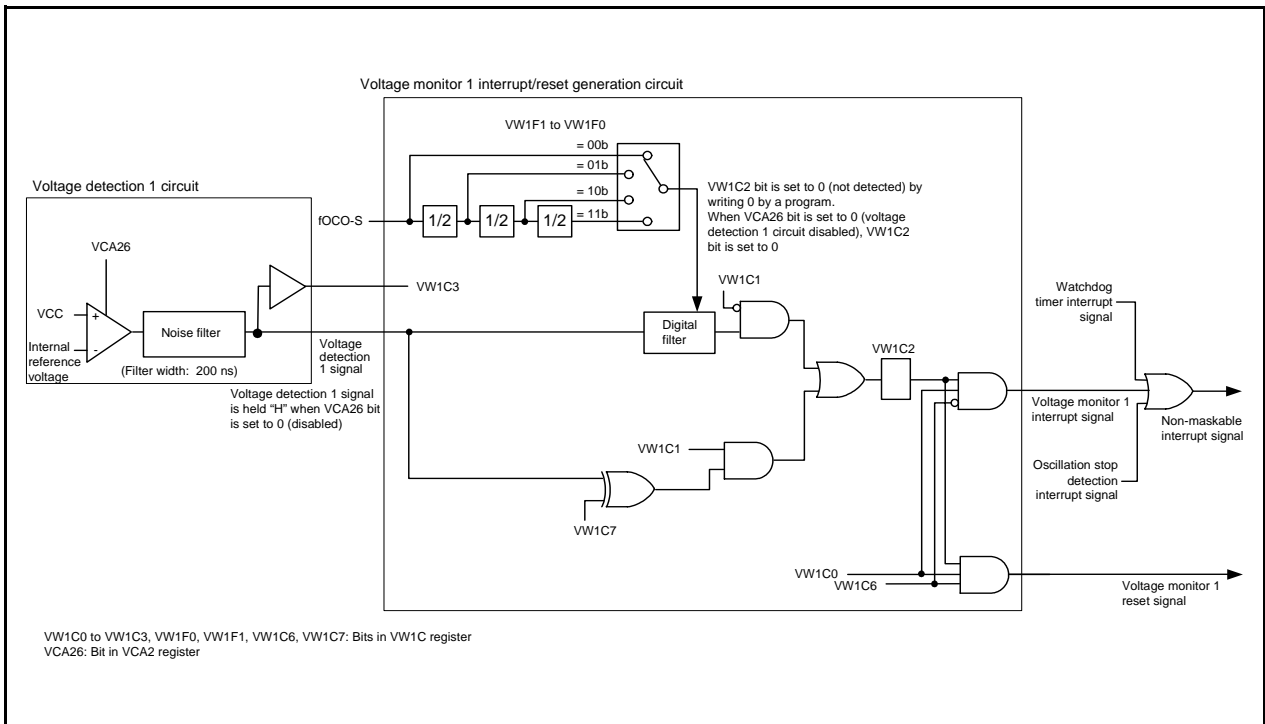 Voltage monitor 1 interrupt/reset generation circuit
VW1F1 to VW1F0
= 00b
= 01b
= 10b
= 11b
fOCO-S
1/2
1/2
1/2
VW1C2 bit is set to 0 (not detected) by
writing 0 by a program.
When VCA26 bit is set to 0 (voltage
detection 1 circuit disabled), VW1C2
bit is set to 0
Voltage detection 1 circuit
VCA26
VCC
+
-
Internal
reference
voltage
Noise filter
(Filter width: 200 ns)
VW1C3
Voltage
detection
1 signal
Voltage detection 1 signal
is held “H” when VCA26 bit
is set to 0 (disabled)
Digital
filter
VW1C1
VW1C2
VW1C1
VW1C7
VW1C0
VW1C6
Watchdog
timer interrupt
signal
Voltage monitor 1
interrupt signal
Non-maskable
interrupt signal
Oscillation stop
detection
interrupt signal
Voltage monitor 1
reset signal
VW1C0 to VW1C3, VW1F0, VW1F1, VW1C6, VW1C7: Bits in VW1C register
VCA26: Bit in VCA2 register